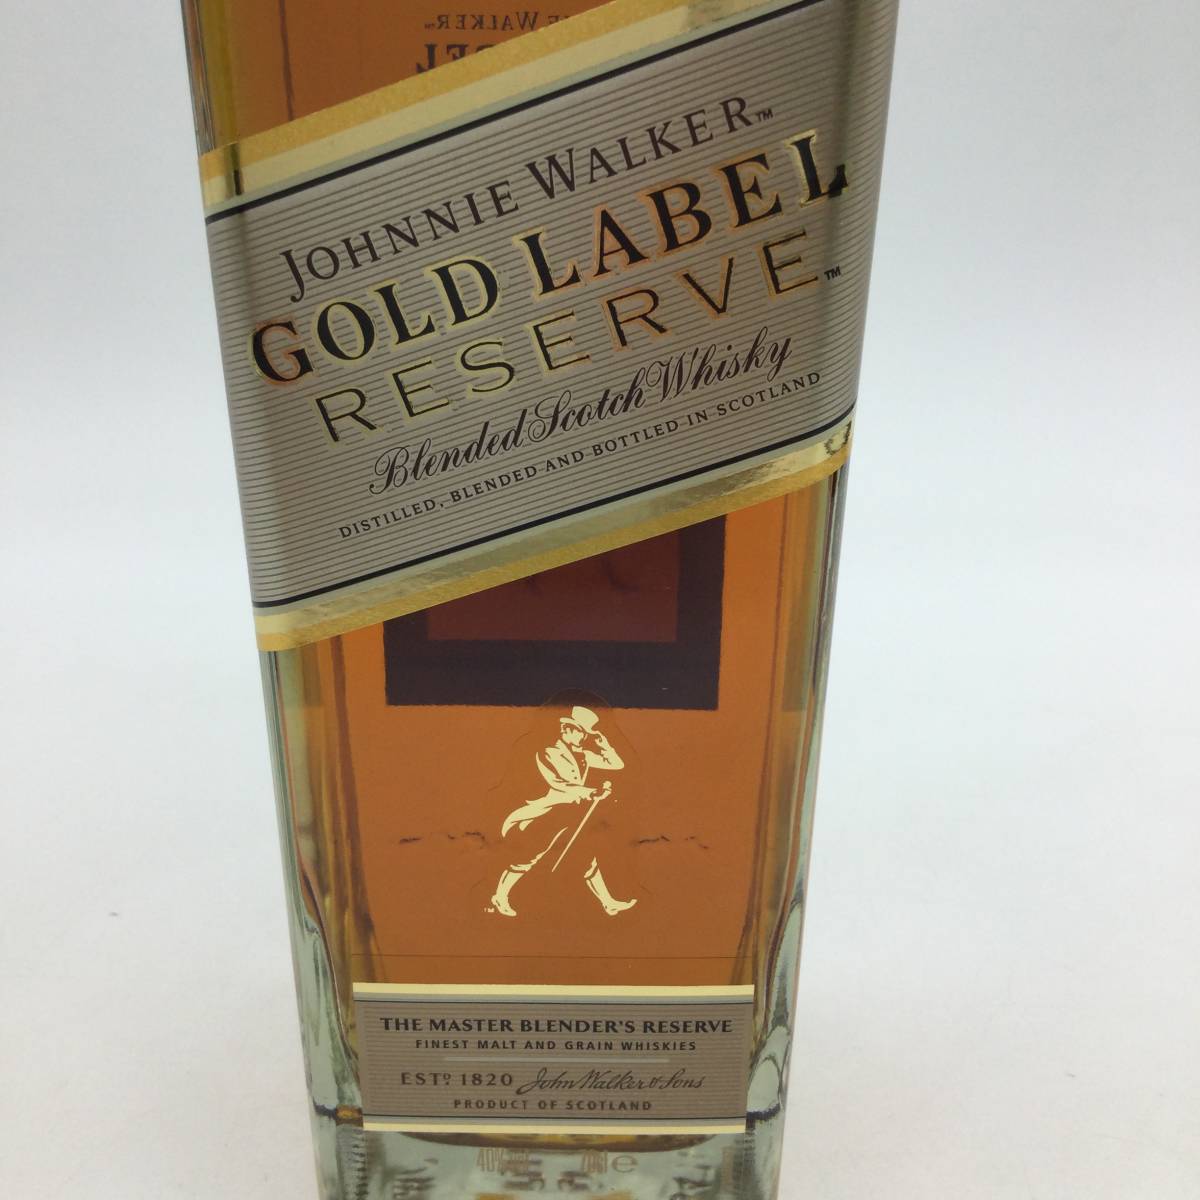 JOHNNIE WALKER™
GOLD LABEL
RESERVE™
Blended Scotch Whisky
DISTILLED, BLENDED AND BOTTLED IN SCOTLAND
™
THE MASTER BLENDER'S RESERVE
FINEST MALT AND GRAIN WHISKIES
ESTᴰ 1820 John Walker & Sons
PRODUCT OF SCOTLAND